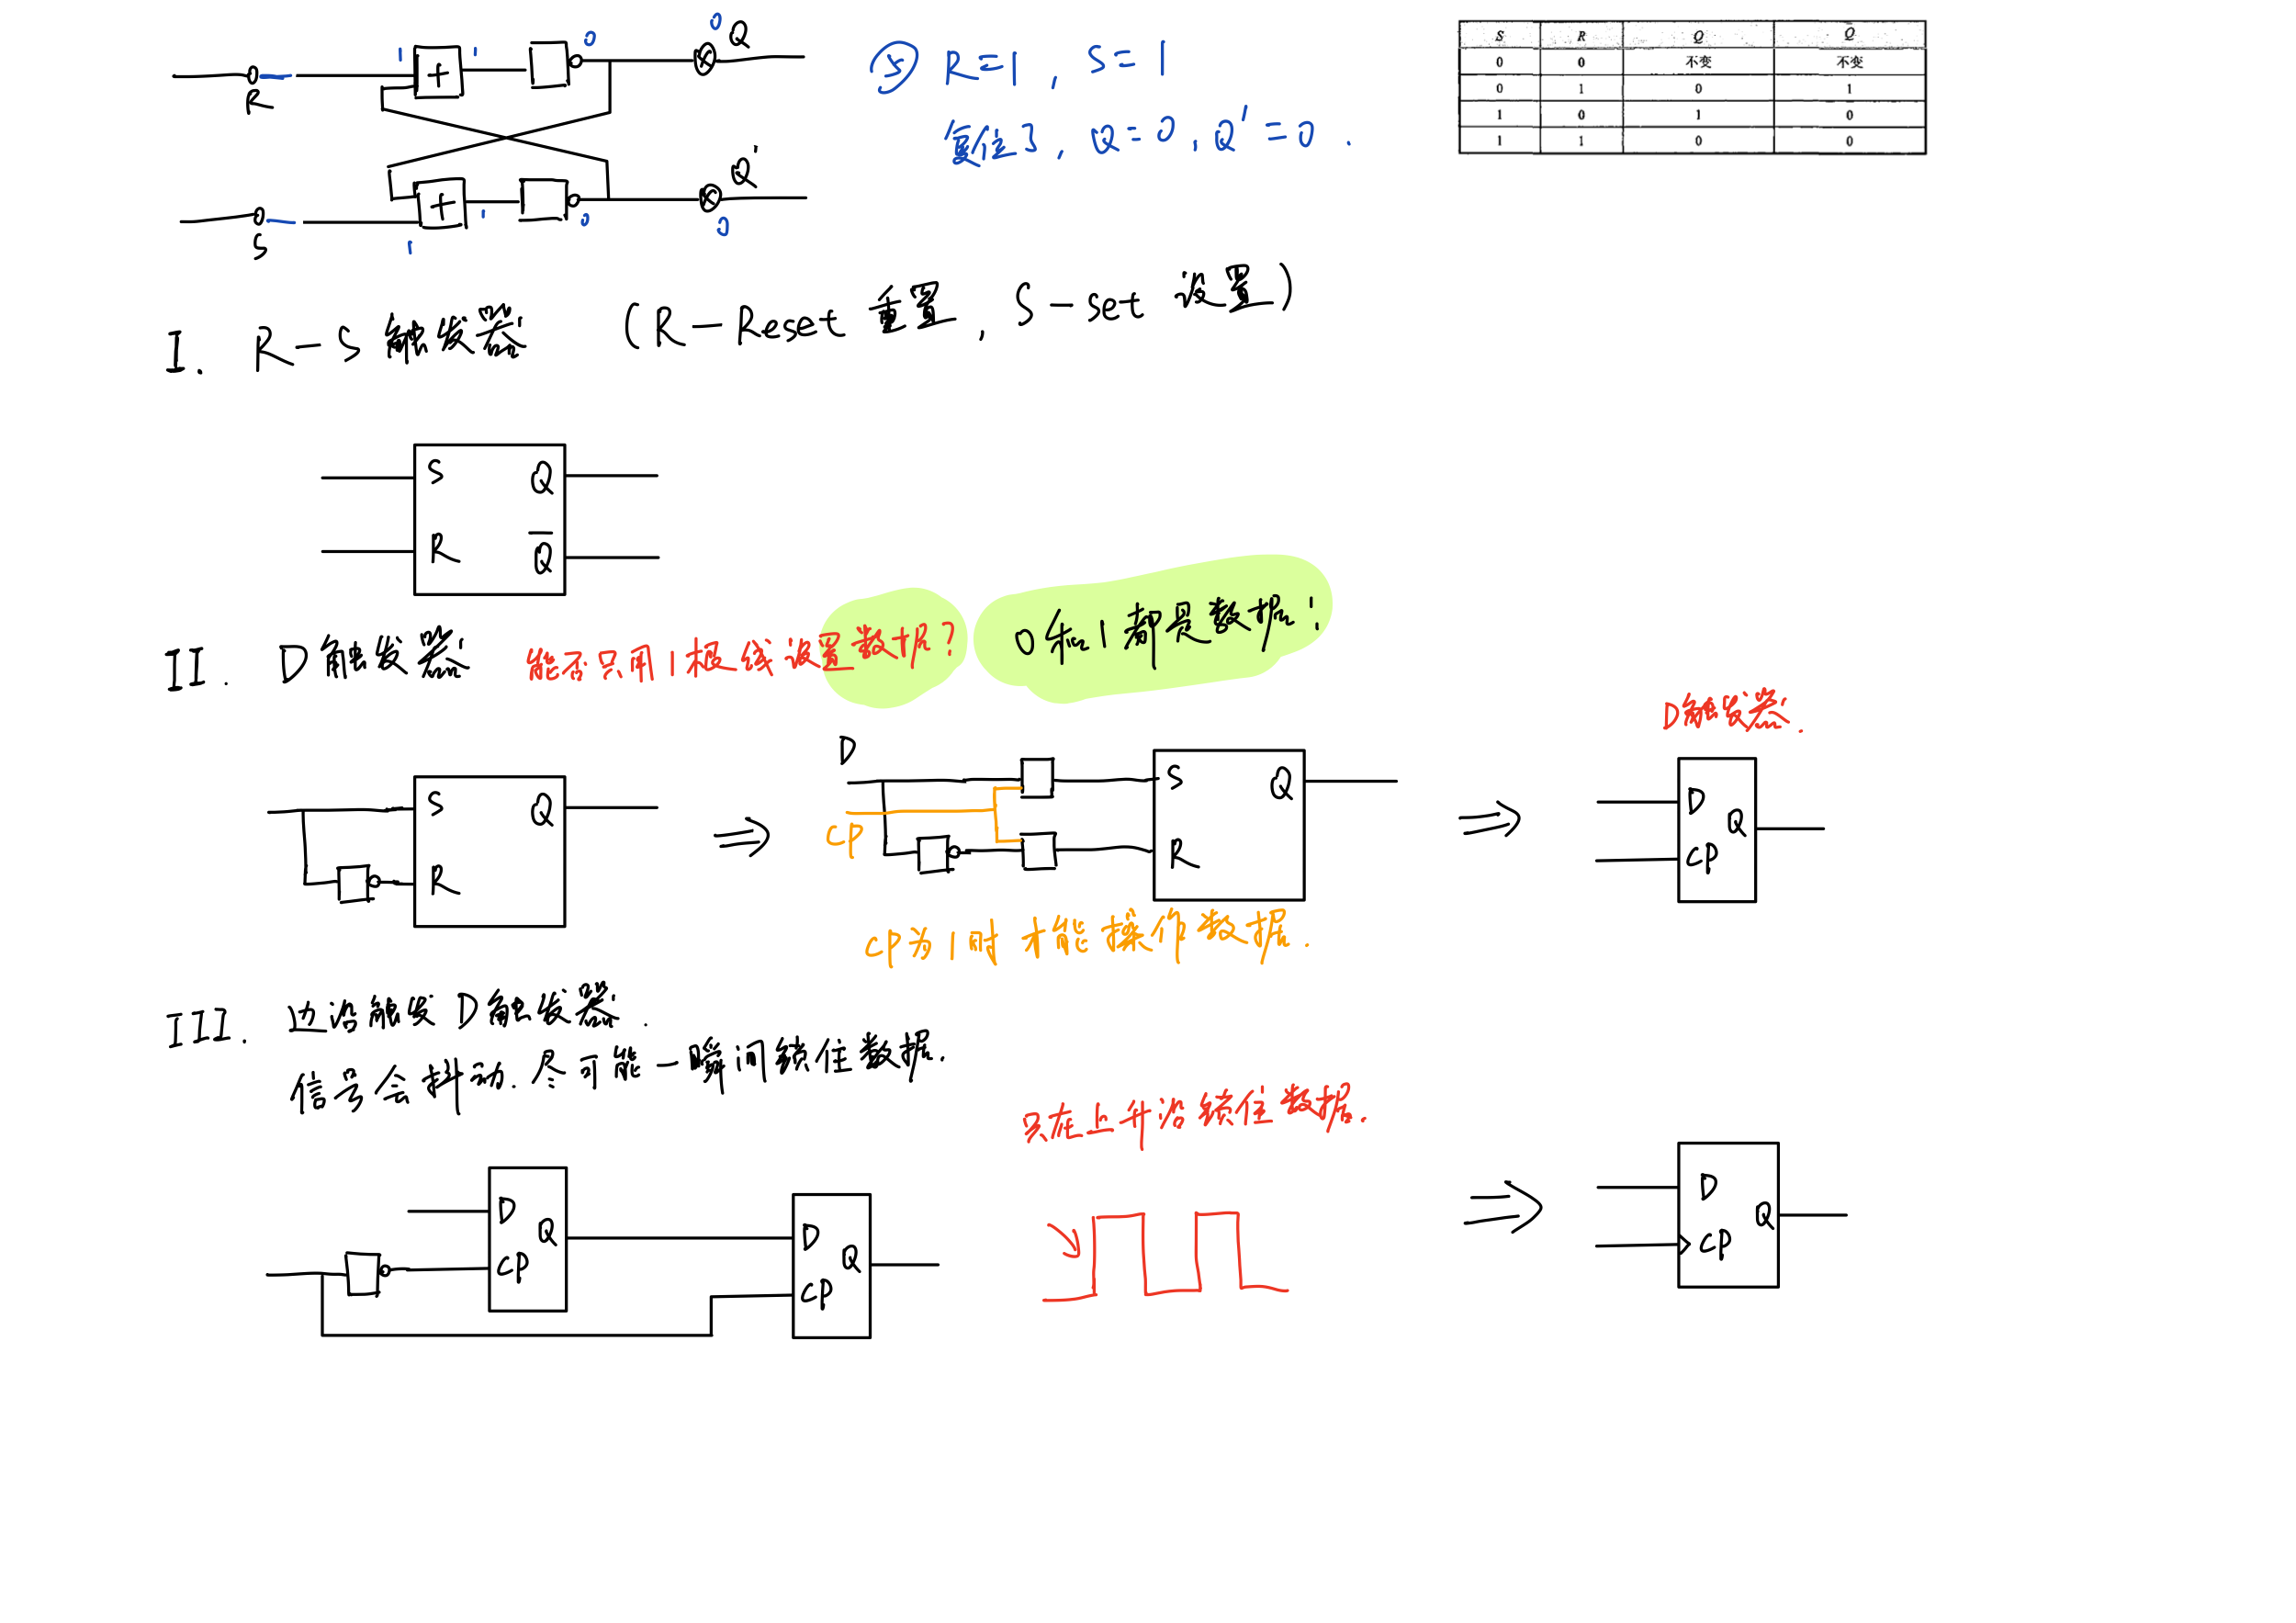 R
1
1
0
0
Q
S
1
1
0
0
Q'
+
+
⑤ R=1, S=1
复位了, Q=0, Q'=0.
S R Q Q̅
0 0 不变 不变
0 1 0 1
1 0 1 0
1 1 0 0
I. R-S 触发器 (R-Reset 重置, S-set 设置)
S Q
R Q̅
II. D触发器 能否只用1根线设置数据? 0和1都是数据!
S Q
R
D
CP
S Q
R
CP为1时才能操作数据.
D触发器.
D
Q
CP
III. 边沿触发D触发器.
信号会抖动. 尽可能一瞬间锁住数据.
D
Q
CP
D
Q
CP
只在上升沿锁住数据.
D
Q
CP